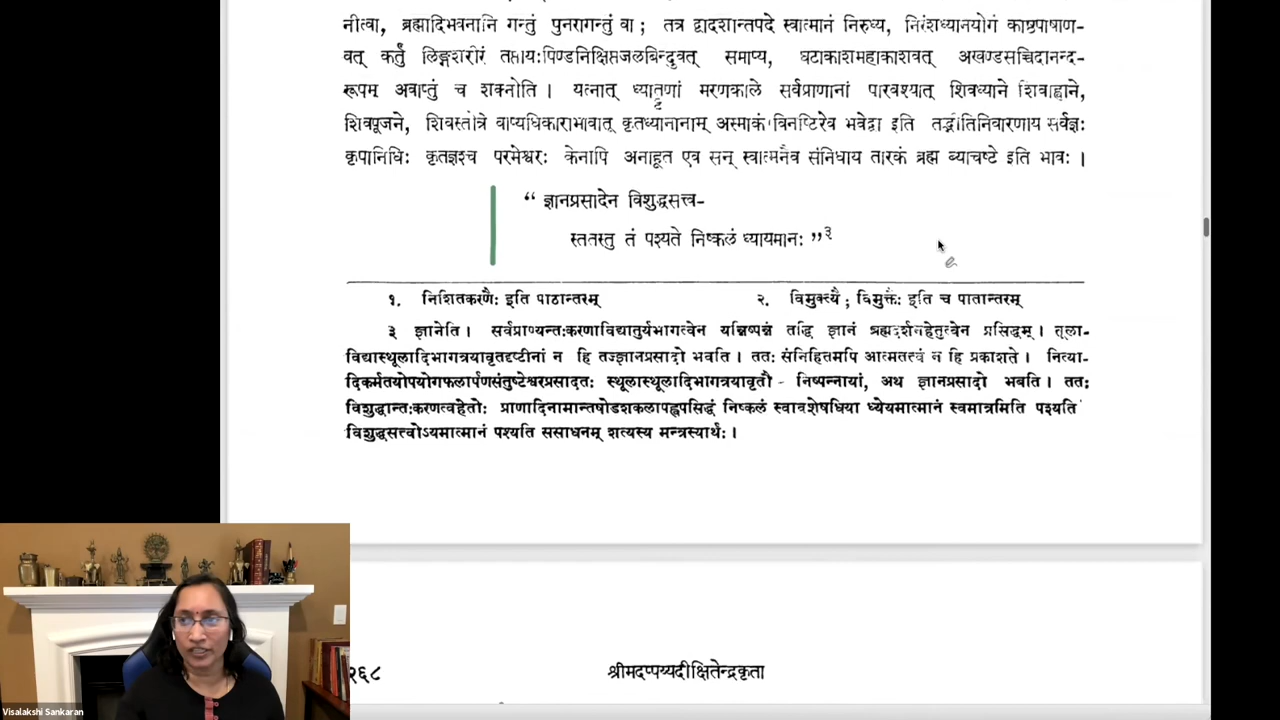 नीत्वा, ब्रह्मादिभवनानि गन्तुं पुनरागन्तुं वा ; तत्र द्वादशान्तपदे स्वात्मानं निरुध्य, निरंशध्यानयोगं काष्ठपाषाण-
वत् कर्तुं लिङ्गशरीरं तप्तायःपिण्डनिक्षिप्तजलबिन्दुवत् समाप्य, घटाकाशमहाकाशवत् अखण्डसच्चिदानन्द-
रूपम् अवाप्तुं च शक्नोति । यत्नात् ध्यातॄणां मरणकाले सर्वप्राणानां पारवश्यात् शिवध्याने शिवाह्वाने,
शिवपूजने, शिवस्तोत्रे वाप्यधिकाराभावात् कृतध्यानानाम् अस्माकं विनष्टिरेव भवेद्वा इति तद्भीतिनिवारणाय सर्वज्ञः
कृपानिधिः कृतज्ञश्च परमेश्वरः केनापि अनाहूत एव सन् स्वात्मनैव संनिधाय तारकं ब्रह्म व्याचष्टे इति भावः ।
“ ज्ञानप्रसादेन विशुद्धसत्त्व-
स्ततस्तु तं पश्यते निष्कलं ध्यायमानः ”३
१. निशितकरणैः इति पाठान्तरम् २. विमुक्त्यै ; विमुक्तेः इति च पातान्तरम्
३ ज्ञानेति । सर्वप्राण्यन्तःकरणाविद्यातुर्यभागत्वेन यन्निष्पन्नं तद्धि ज्ञानं ब्रह्मदर्शनहेतुत्वेन प्रसिद्धम् । तूला-
विद्यास्थूलादिभागत्रयावृतदृष्टीनां न हि तज्ज्ञानप्रसादो भवति । ततः संनिहितमपि आत्मतत्त्वं न हि प्रकाशते । नित्या-
दिकर्मतयोपयोगफलार्पणसंतुष्टेश्वरप्रसादतः स्थूलास्थूलादिभागत्रयावृतौ - निष्पन्नायां, अथ ज्ञानप्रसादो भवति । ततः
विशुद्धान्तःकरणत्वहेतोः प्राणादिनामान्तषोडशकलापह्नवसिद्धं निष्कलं स्वावशेषधिया ध्येयमात्मानं स्वमात्रमिति पश्यति
विशुद्धसत्त्वोऽयमात्मानं पश्यति ससाधनम् शत्यस्य मन्त्रस्यार्थः ।
२६८ श्रीमदप्पय्यदीक्षितेन्द्रकृता
Visalakshi Sankaran